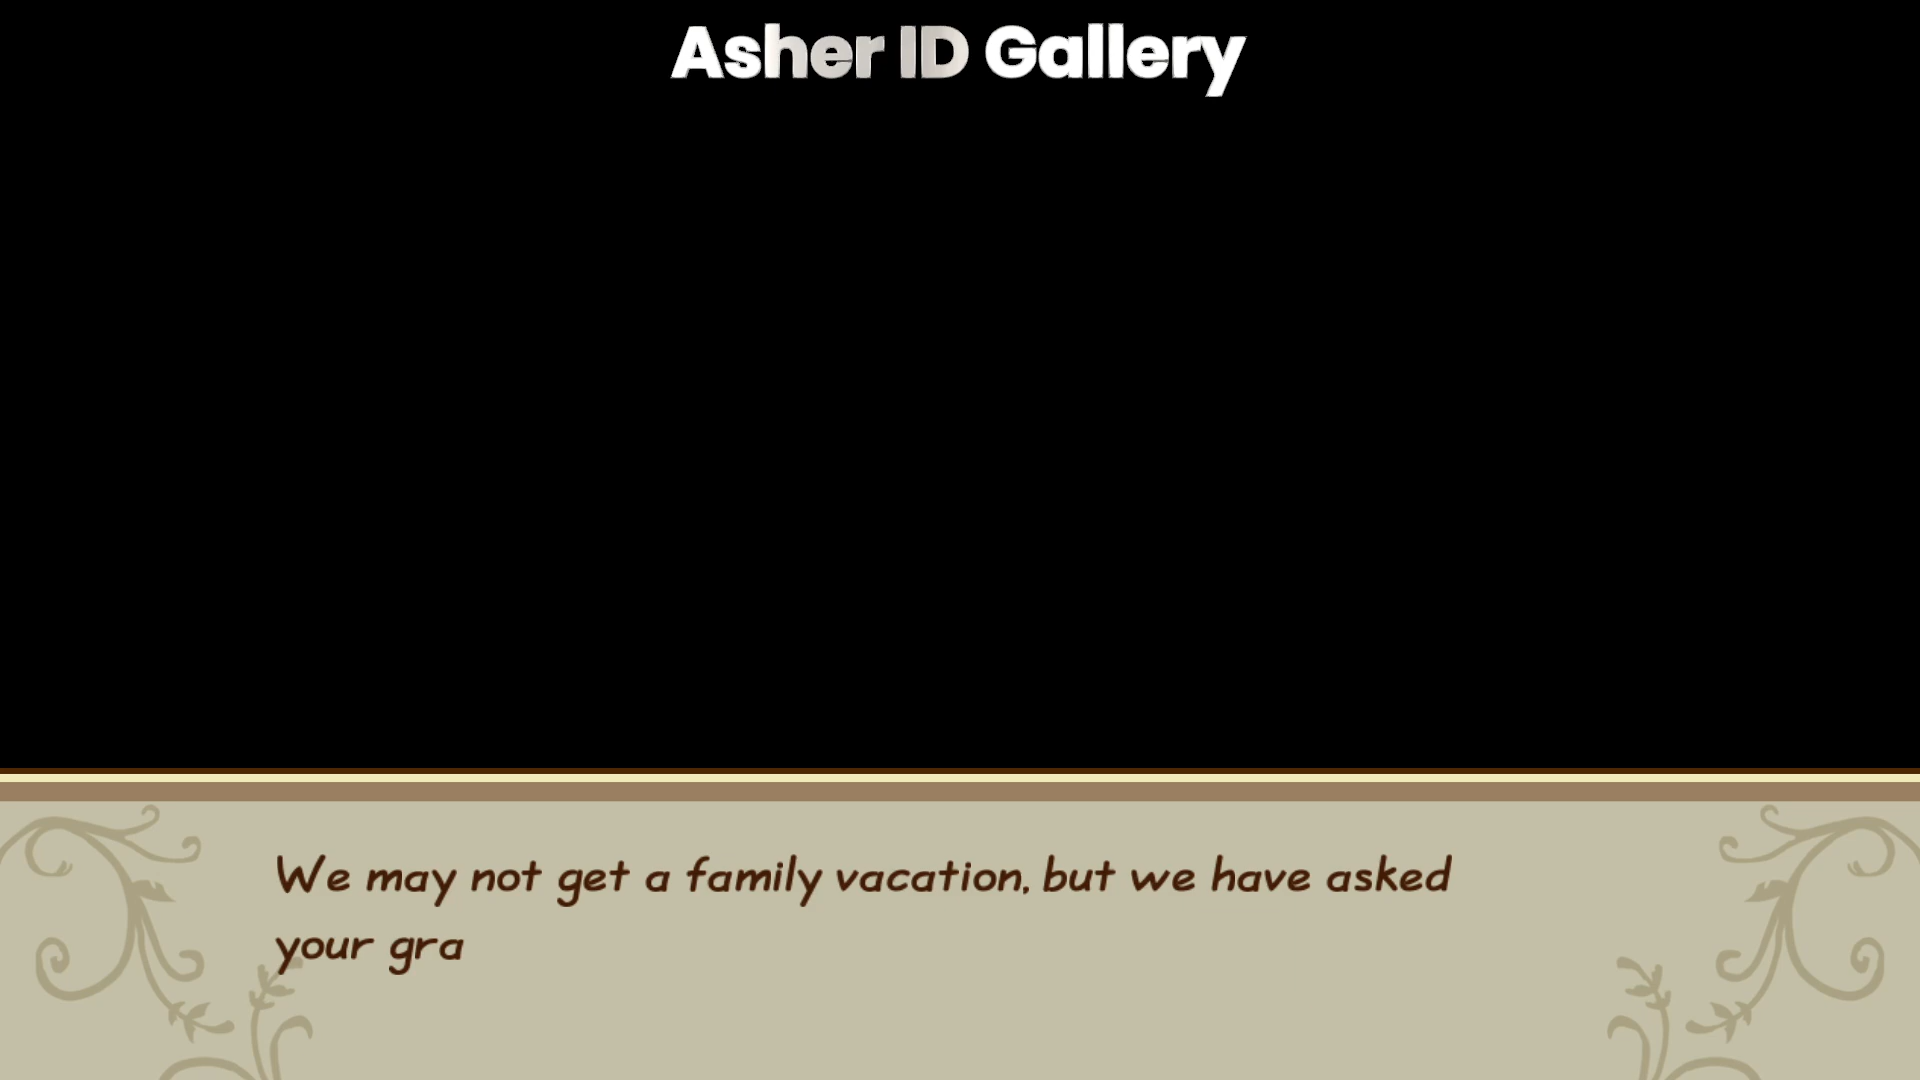 Asher ID Gallery
We may not get a family vacation, but we have asked
your gra